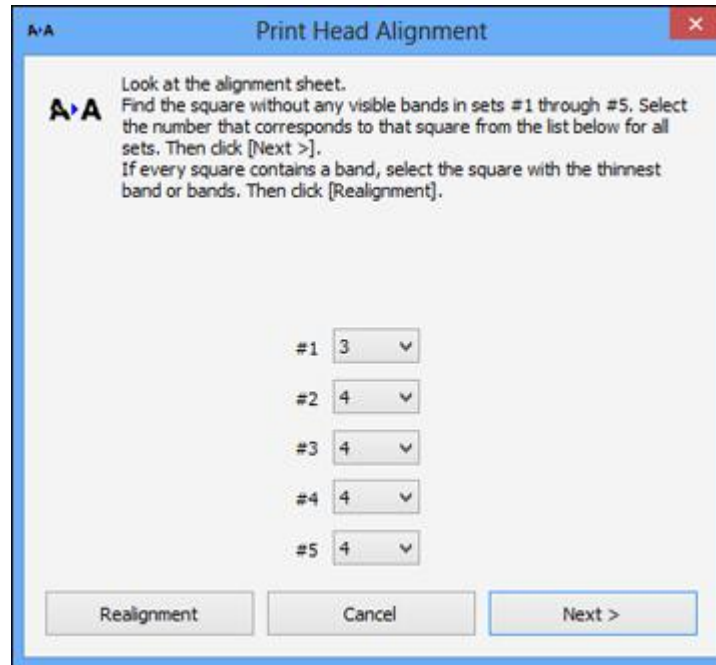 A▸A Print Head Alignment
A▸A
Look at the alignment sheet.
Find the square without any visible bands in sets #1 through #5. Select
the number that corresponds to that square from the list below for all
sets. Then click [Next >].
If every square contains a band, select the square with the thinnest
band or bands. Then click [Realignment].
#1 3
#2 4
#3 4
#4 4
#5 4
Realignment Cancel Next >